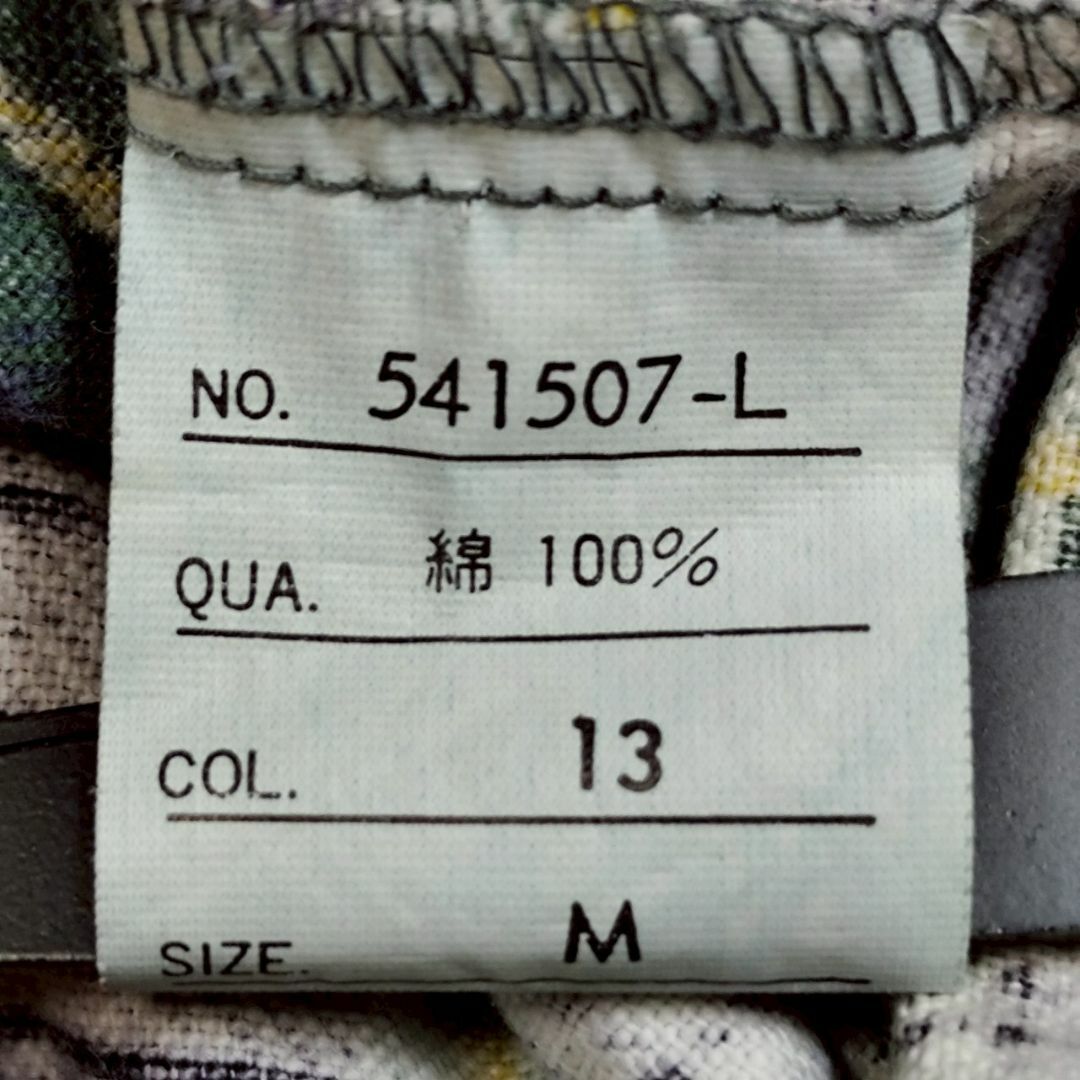 NO. 541507-L
QUA. 綿 100%
COL. 13
SIZE. M